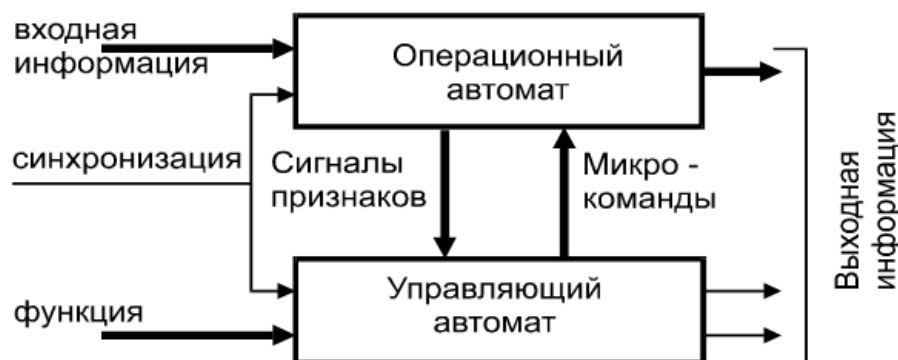 входная
информация
Операционный
автомат
синхронизация
Сигналы
признаков
Микро -
команды
Выходная
информация
функция
Управляющий
автомат